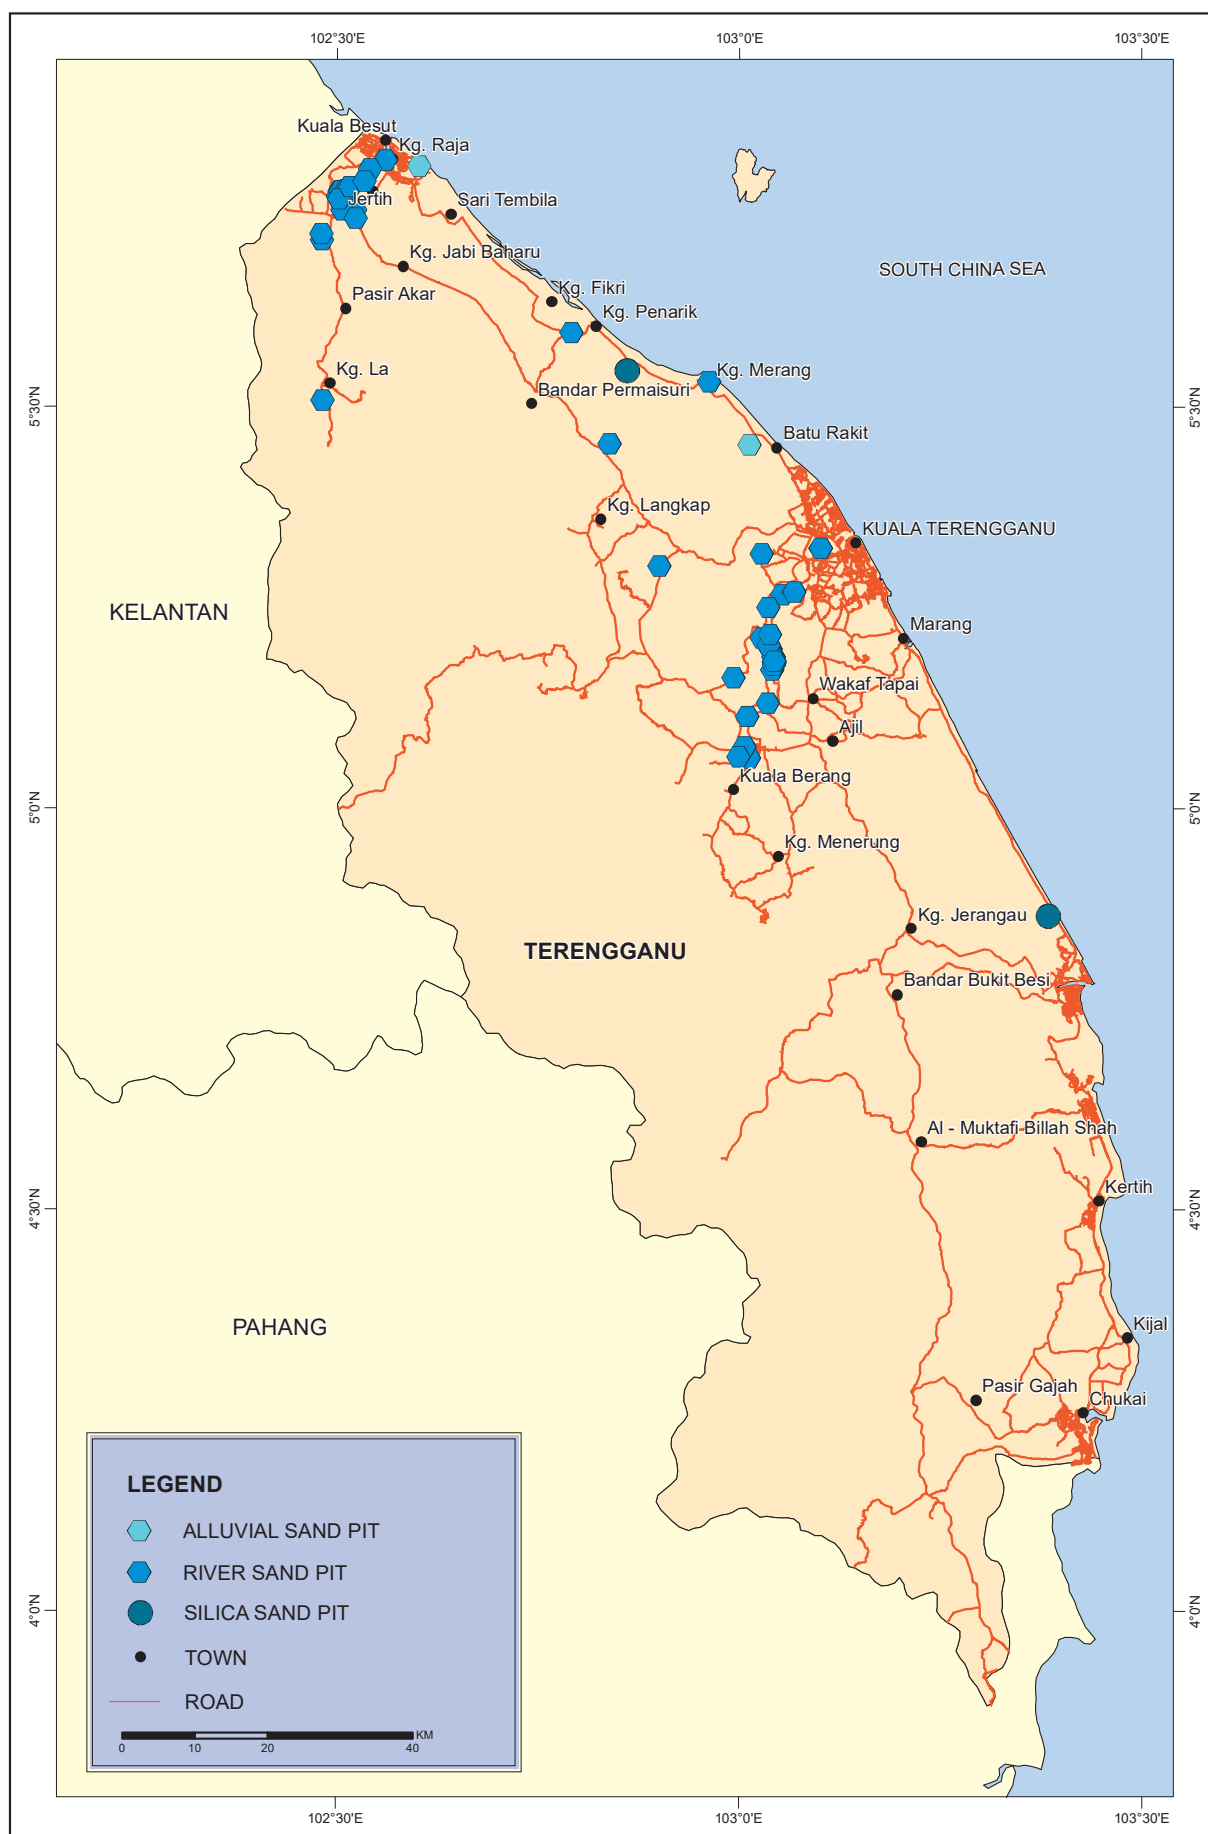 102°30'E 103°0'E 103°30'E
Kuala Besut
Kg. Raja
Jertih
Sari Tembila
Kg. Jabi Baharu
SOUTH CHINA SEA
Kg. Fikri
Pasir Akar
Kg. Penarik
Kg. La
Kg. Merang
Bandar Permaisuri
5°30'N 5°30'N
Batu Rakit
Kg. Langkap
KUALA TERENGGANU
KELANTAN
Marang
Wakaf Tapai
Ajil
Kuala Berang
5°0'N 5°0'N
Kg. Menerung
Kg. Jerangau
TERENGGANU
Bandar Bukit Besi
Al - Muktafi Billah Shah
Kertih
4°30'N 4°30'N
PAHANG
Kijal
Pasir Gajah
Chukai
LEGEND
ALLUVIAL SAND PIT
RIVER SAND PIT
SILICA SAND PIT
4°0'N 4°0'N
TOWN
ROAD
KM
0 10 20 40
102°30'E 103°0'E 103°30'E